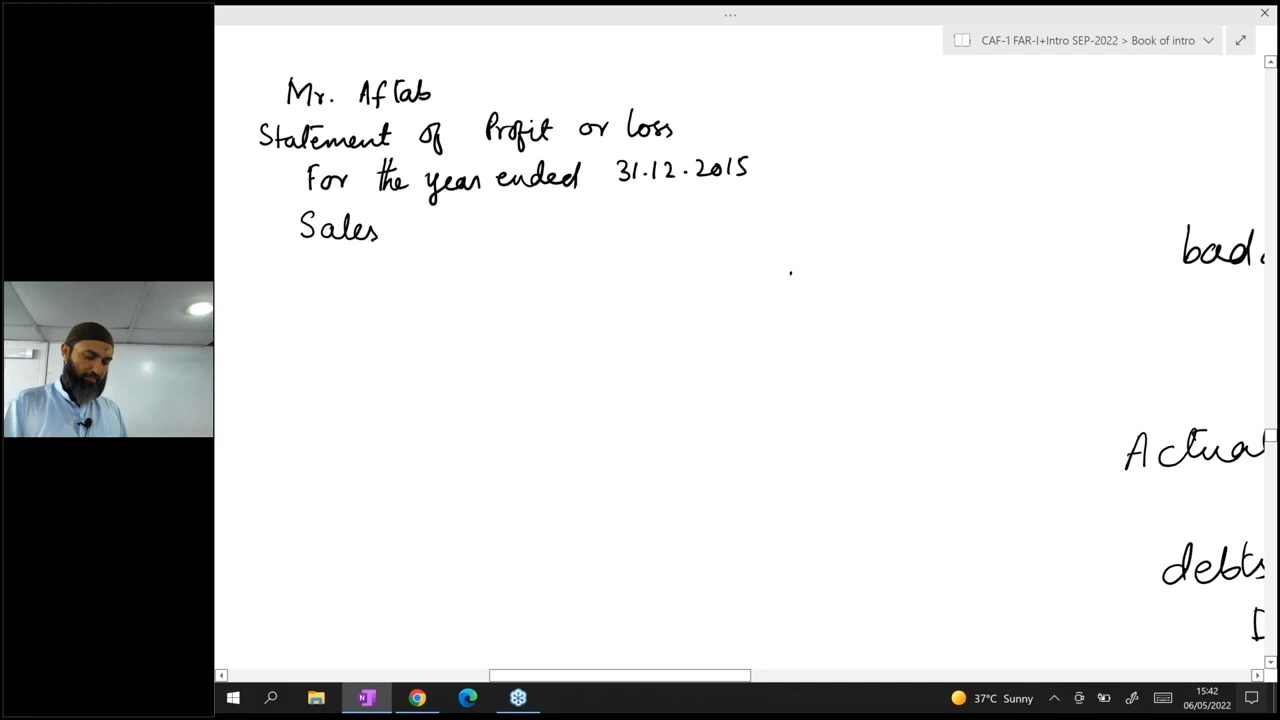 CAF-1 FAR-I+Intro SEP-2022 > Book of intro
Mr. Aftab
Statement of Profit or loss
For the year ended 31.12.2015
Sales
bad
Actual
debts
37°C Sunny
15:42
06/05/2022